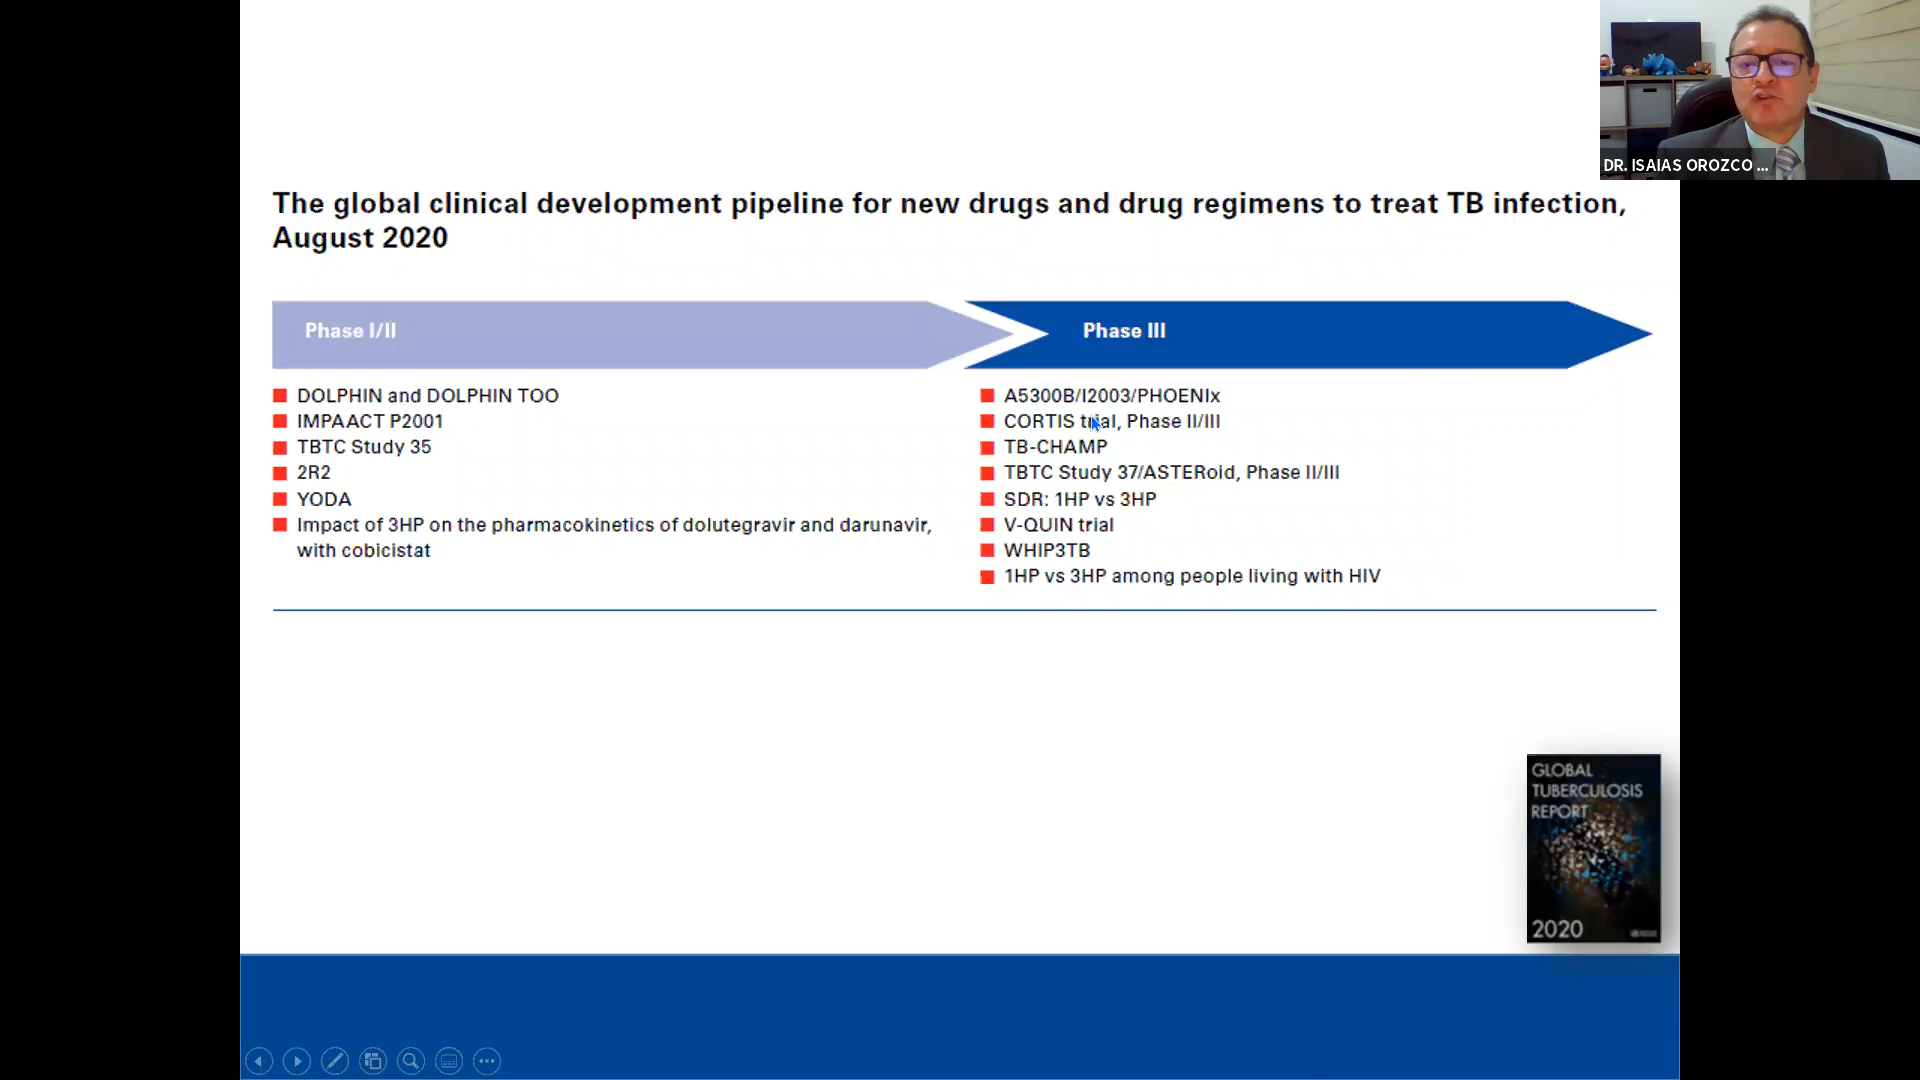 DR. ISAIAS OROZCO ...
The global clinical development pipeline for new drugs and drug regimens to treat TB infection,
August 2020
Phase I/II
DOLPHIN and DOLPHIN TOO
IMPAACT P2001
TBTC Study 35
2R2
YODA
Impact of 3HP on the pharmacokinetics of dolutegravir and darunavir,
with cobicistat
Phase III
A5300B/I2003/PHOENIx
CORTIS trial, Phase II/III
TB-CHAMP
TBTC Study 37/ASTERoid, Phase II/III
SDR: 1HP vs 3HP
V-QUIN trial
WHIP3TB
1HP vs 3HP among people living with HIV
GLOBAL
TUBERCULOSIS
REPORT
2020